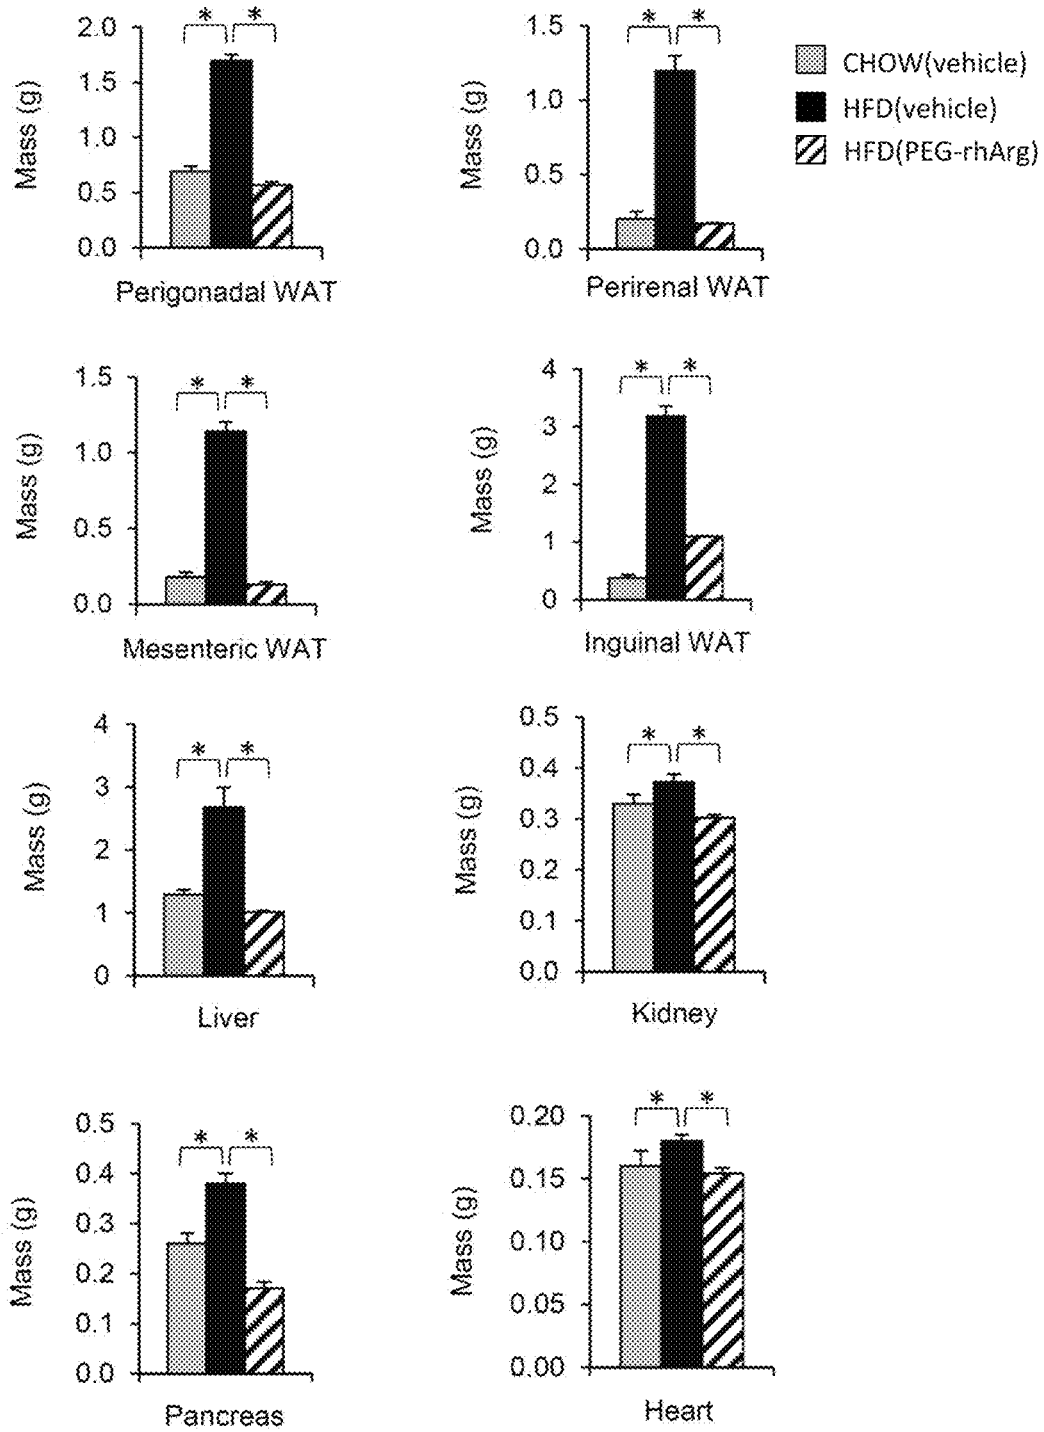 * *
2.0
1.5
1.0
0.5
0.0
Mass (g)
Perigonadal WAT
* *
1.5
1.0
0.5
0.0
Mass (g)
Perirenal WAT
CHOW(vehicle)
HFD(vehicle)
HFD(PEG-rhArg)
* *
1.5
1.0
0.5
0.0
Mass (g)
Mesenteric WAT
* *
4
3
2
1
0
Mass (g)
Inguinal WAT
* *
4
3
2
1
0
Mass (g)
Liver
* *
0.5
0.4
0.3
0.2
0.1
0.0
Mass (g)
Kidney
* *
0.5
0.4
0.3
0.2
0.1
0.0
Mass (g)
Pancreas
* *
0.20
0.15
0.10
0.05
0.00
Mass (g)
Heart